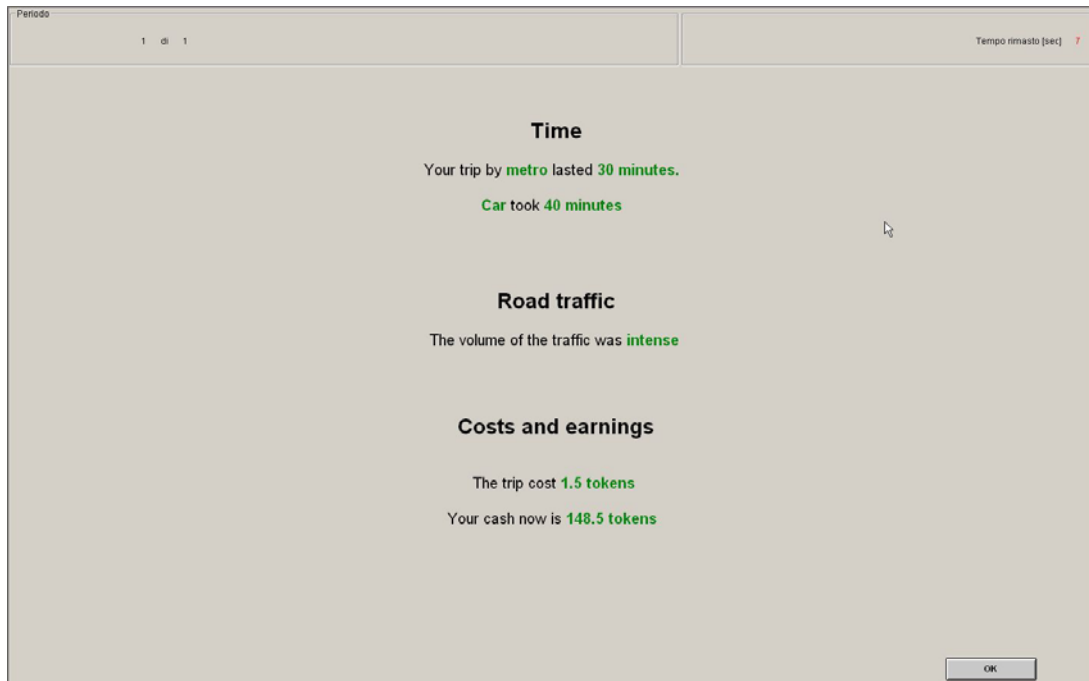 Periodo
1 di 1
Tempo rimasto [sec] 7
Time
Your trip by metro lasted 30 minutes.
Car took 40 minutes
Road traffic
The volume of the traffic was intense
Costs and earnings
The trip cost 1.5 tokens
Your cash now is 148.5 tokens
OK